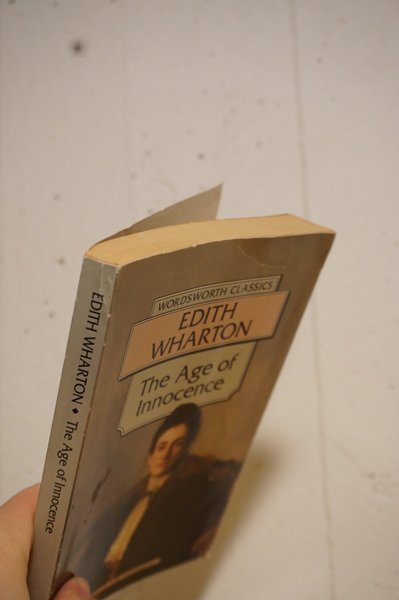 WORDSWORTH CLASSICS
EDITH
WHARTON
The Age of
Innocence
EDITH WHARTON • The Age of Innocence